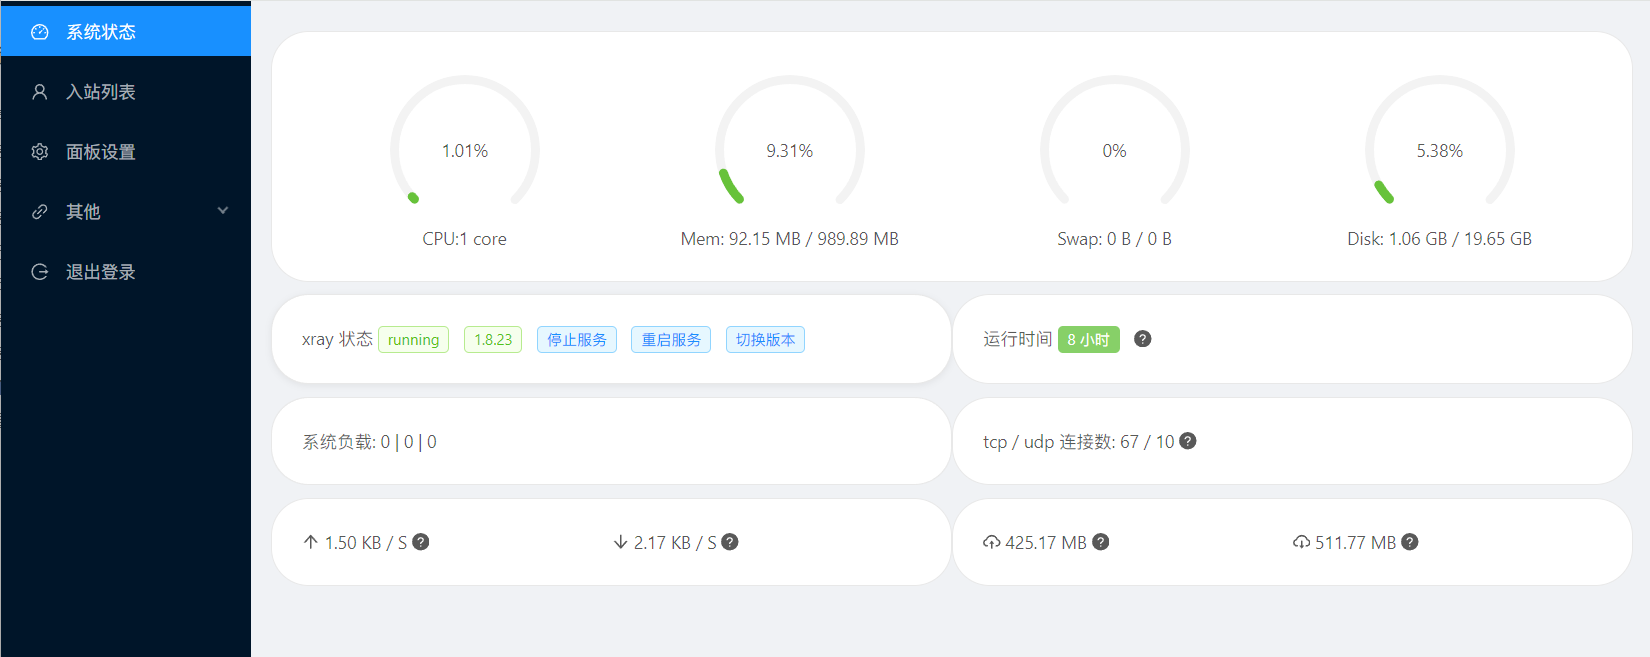 系统状态
入站列表
面板设置
其他
退出登录
1.01%
9.31%
0%
5.38%
CPU:1 core
Mem: 92.15 MB / 989.89 MB
Swap: 0 B / 0 B
Disk: 1.06 GB / 19.65 GB
xray 状态 running 1.8.23 停止服务 重启服务 切换版本
运行时间 8 小时 ?
系统负载: 0 | 0 | 0
tcp / udp 连接数: 67 / 10 ?
1.50 KB / S ?
2.17 KB / S ?
425.17 MB ?
511.77 MB ?